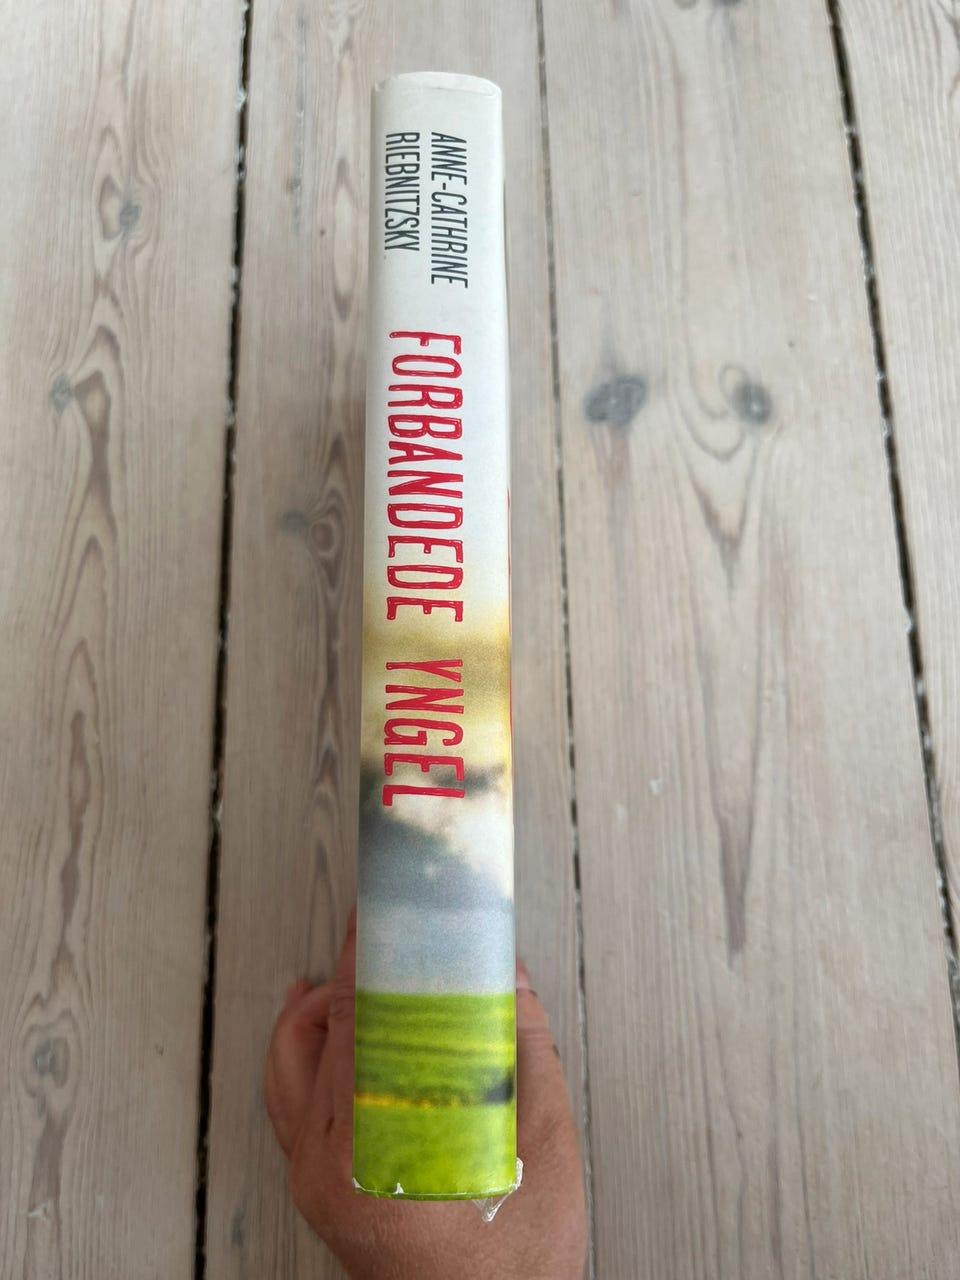 ANNE-CATHRINE
RIEBNITZSKY
FORBANDEDE YNGEL